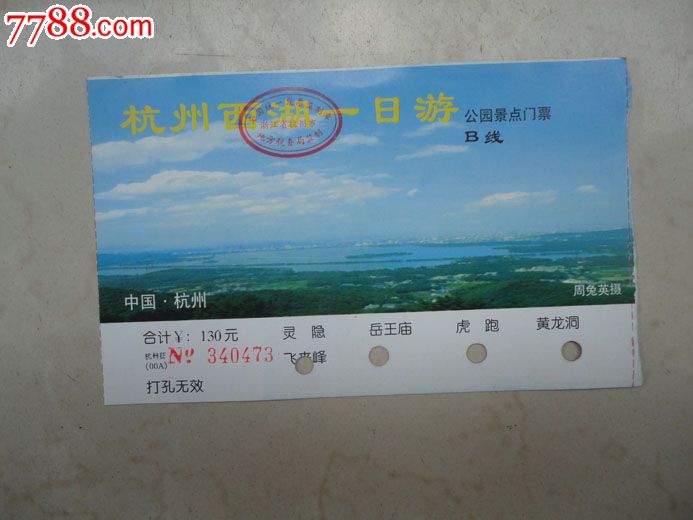 7788.com
杭州西湖一日游
公园景点门票
B线
中国·杭州
周兔英摄
合计¥: 130元
灵隐 岳王庙 虎跑 黄龙洞
飞来峰
杭州征
(00A)
No 340473
打孔无效